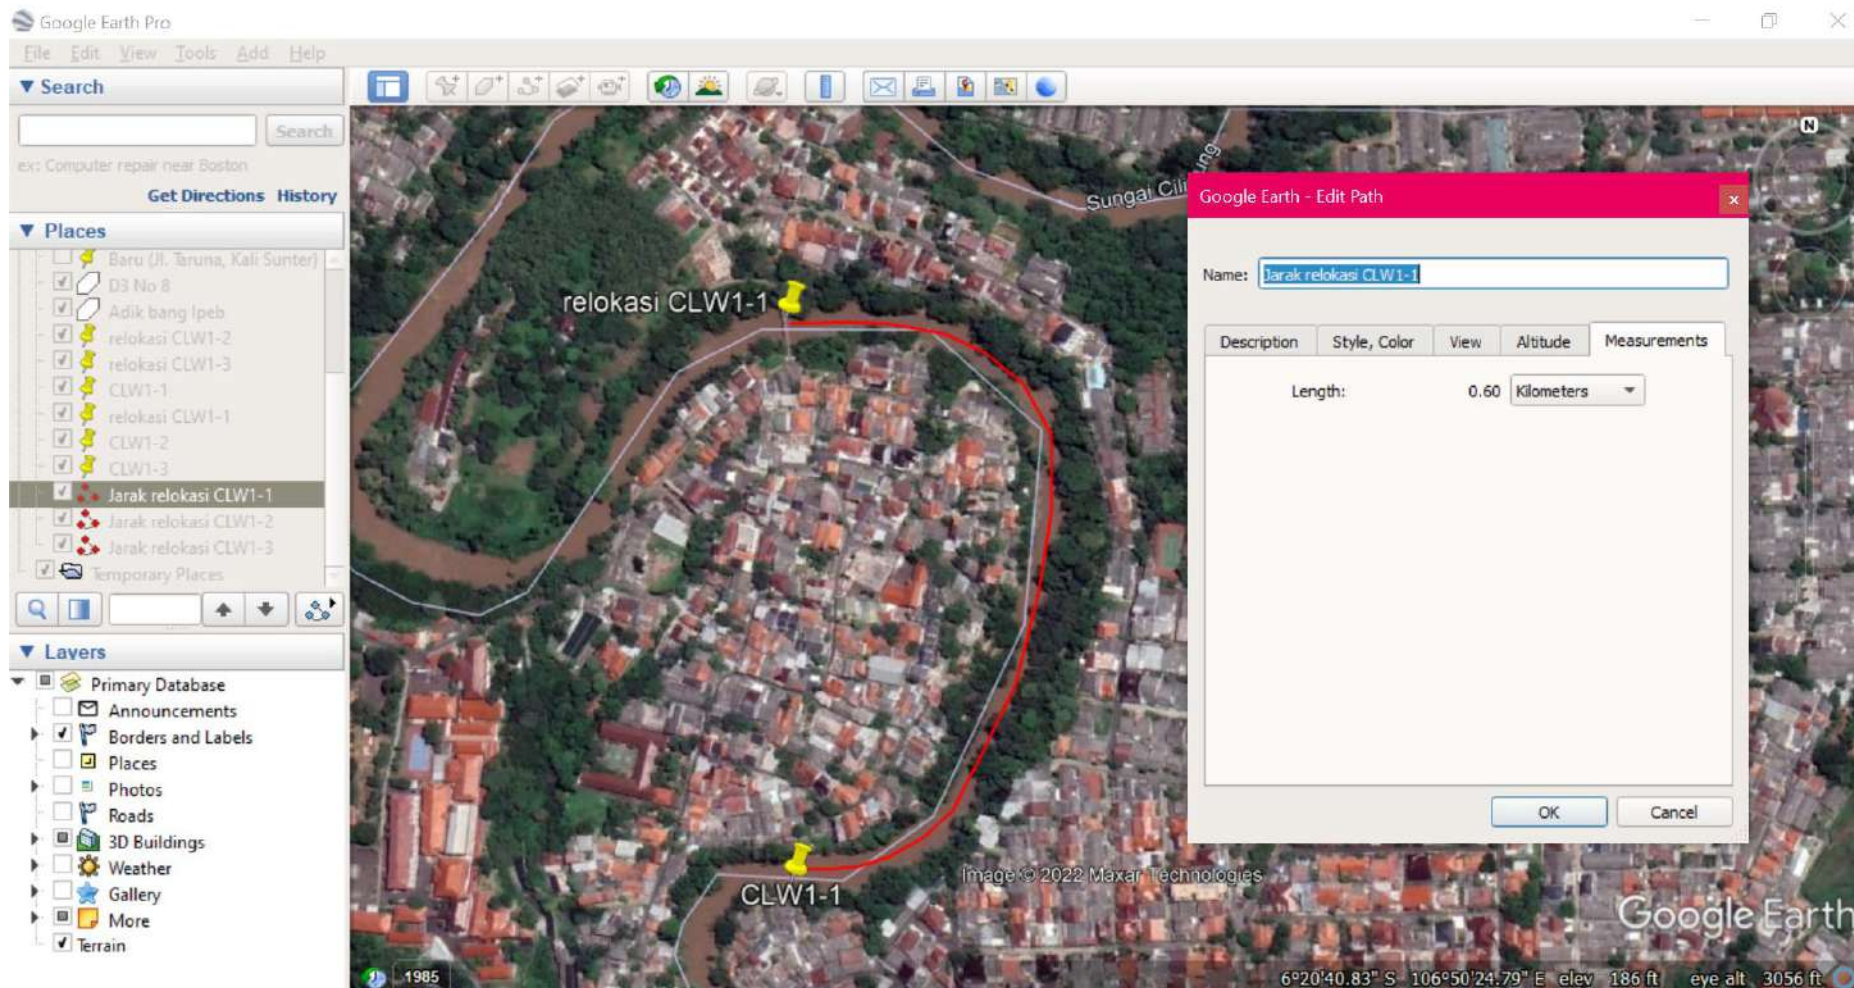 Google Earth Pro
File Edit View Tools Add Help
Search
Search
ex: Computer repair near Boston
Get Directions History
Places
Baru (Jl. Taruna, Kali Sunter)
D3 No 8
Adik bang Ipeb
relokasi CLW1-2
relokasi CLW1-3
CLW1-1
relokasi CLW1-1
CLW1-2
CLW1-3
Jarak relokasi CLW1-1
Jarak relokasi CLW1-2
Jarak relokasi CLW1-3
Temporary Places
Layers
Primary Database
Announcements
Borders and Labels
Places
Photos
Roads
3D Buildings
Weather
Gallery
More
Terrain
Sungai Cili ung
N
relokasi CLW1-1
CLW1-1
Google Earth - Edit Path
x
Name: Jarak relokasi CLW1-1
Description Style, Color View Altitude Measurements
Length: 0.60 Kilometers
OK Cancel
Image © 2022 Maxar Technologies
Google Earth
1985
6°20'40.83" S 106°50'24.79" E elev 186 ft eye alt 3056 ft